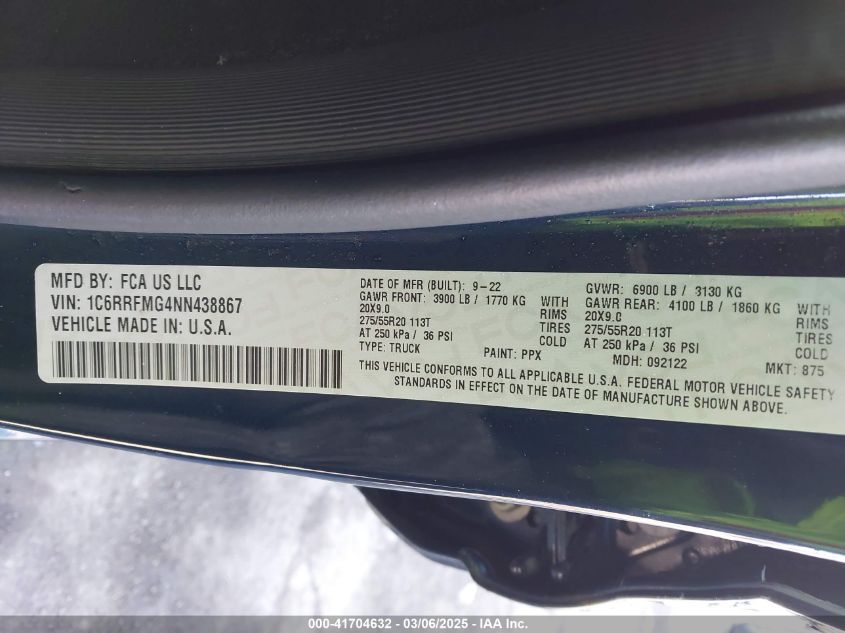 MFD BY: FCA US LLC
VIN: 1C6RRFMG4NN438867
VEHICLE MADE IN: U.S.A.
DATE OF MFR (BUILT): 9-22
GAWR FRONT: 3900 LB / 1770 KG WITH
20X9.0 RIMS
275/55R20 113T TIRES
AT 250 kPa / 36 PSI COLD
TYPE: TRUCK PAINT: PPX
GVWR: 6900 LB / 3130 KG
GAWR REAR: 4100 LB / 1860 KG WITH
20X9.0 RIMS
275/55R20 113T TIRES
AT 250 kPa / 36 PSI COLD
MDH: 092122 MKT: 875
THIS VEHICLE CONFORMS TO ALL APPLICABLE U.S.A. FEDERAL MOTOR VEHICLE SAFETY
STANDARDS IN EFFECT ON THE DATE OF MANUFACTURE SHOWN ABOVE.
000-41704632 - 03/06/2025 - IAA Inc.